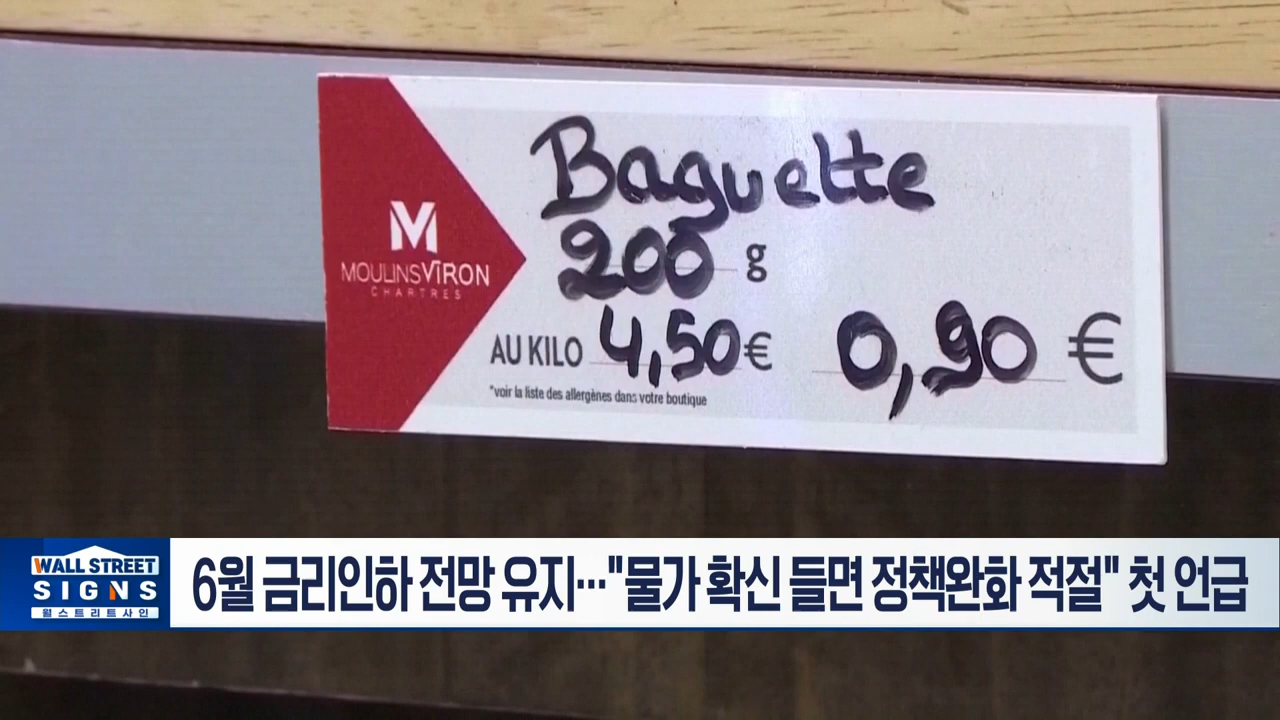 Baguette
200 g
AU KILO 4,50 € 0,90 €
*voir la liste des allergènes dans votre boutique
M
MOULINS VIRON
CHARTRES
WALL STREET
SIGNS
월스트리트사인
6월 금리인하 전망 유지…"물가 확신 들면 정책완화 적절" 첫 언급